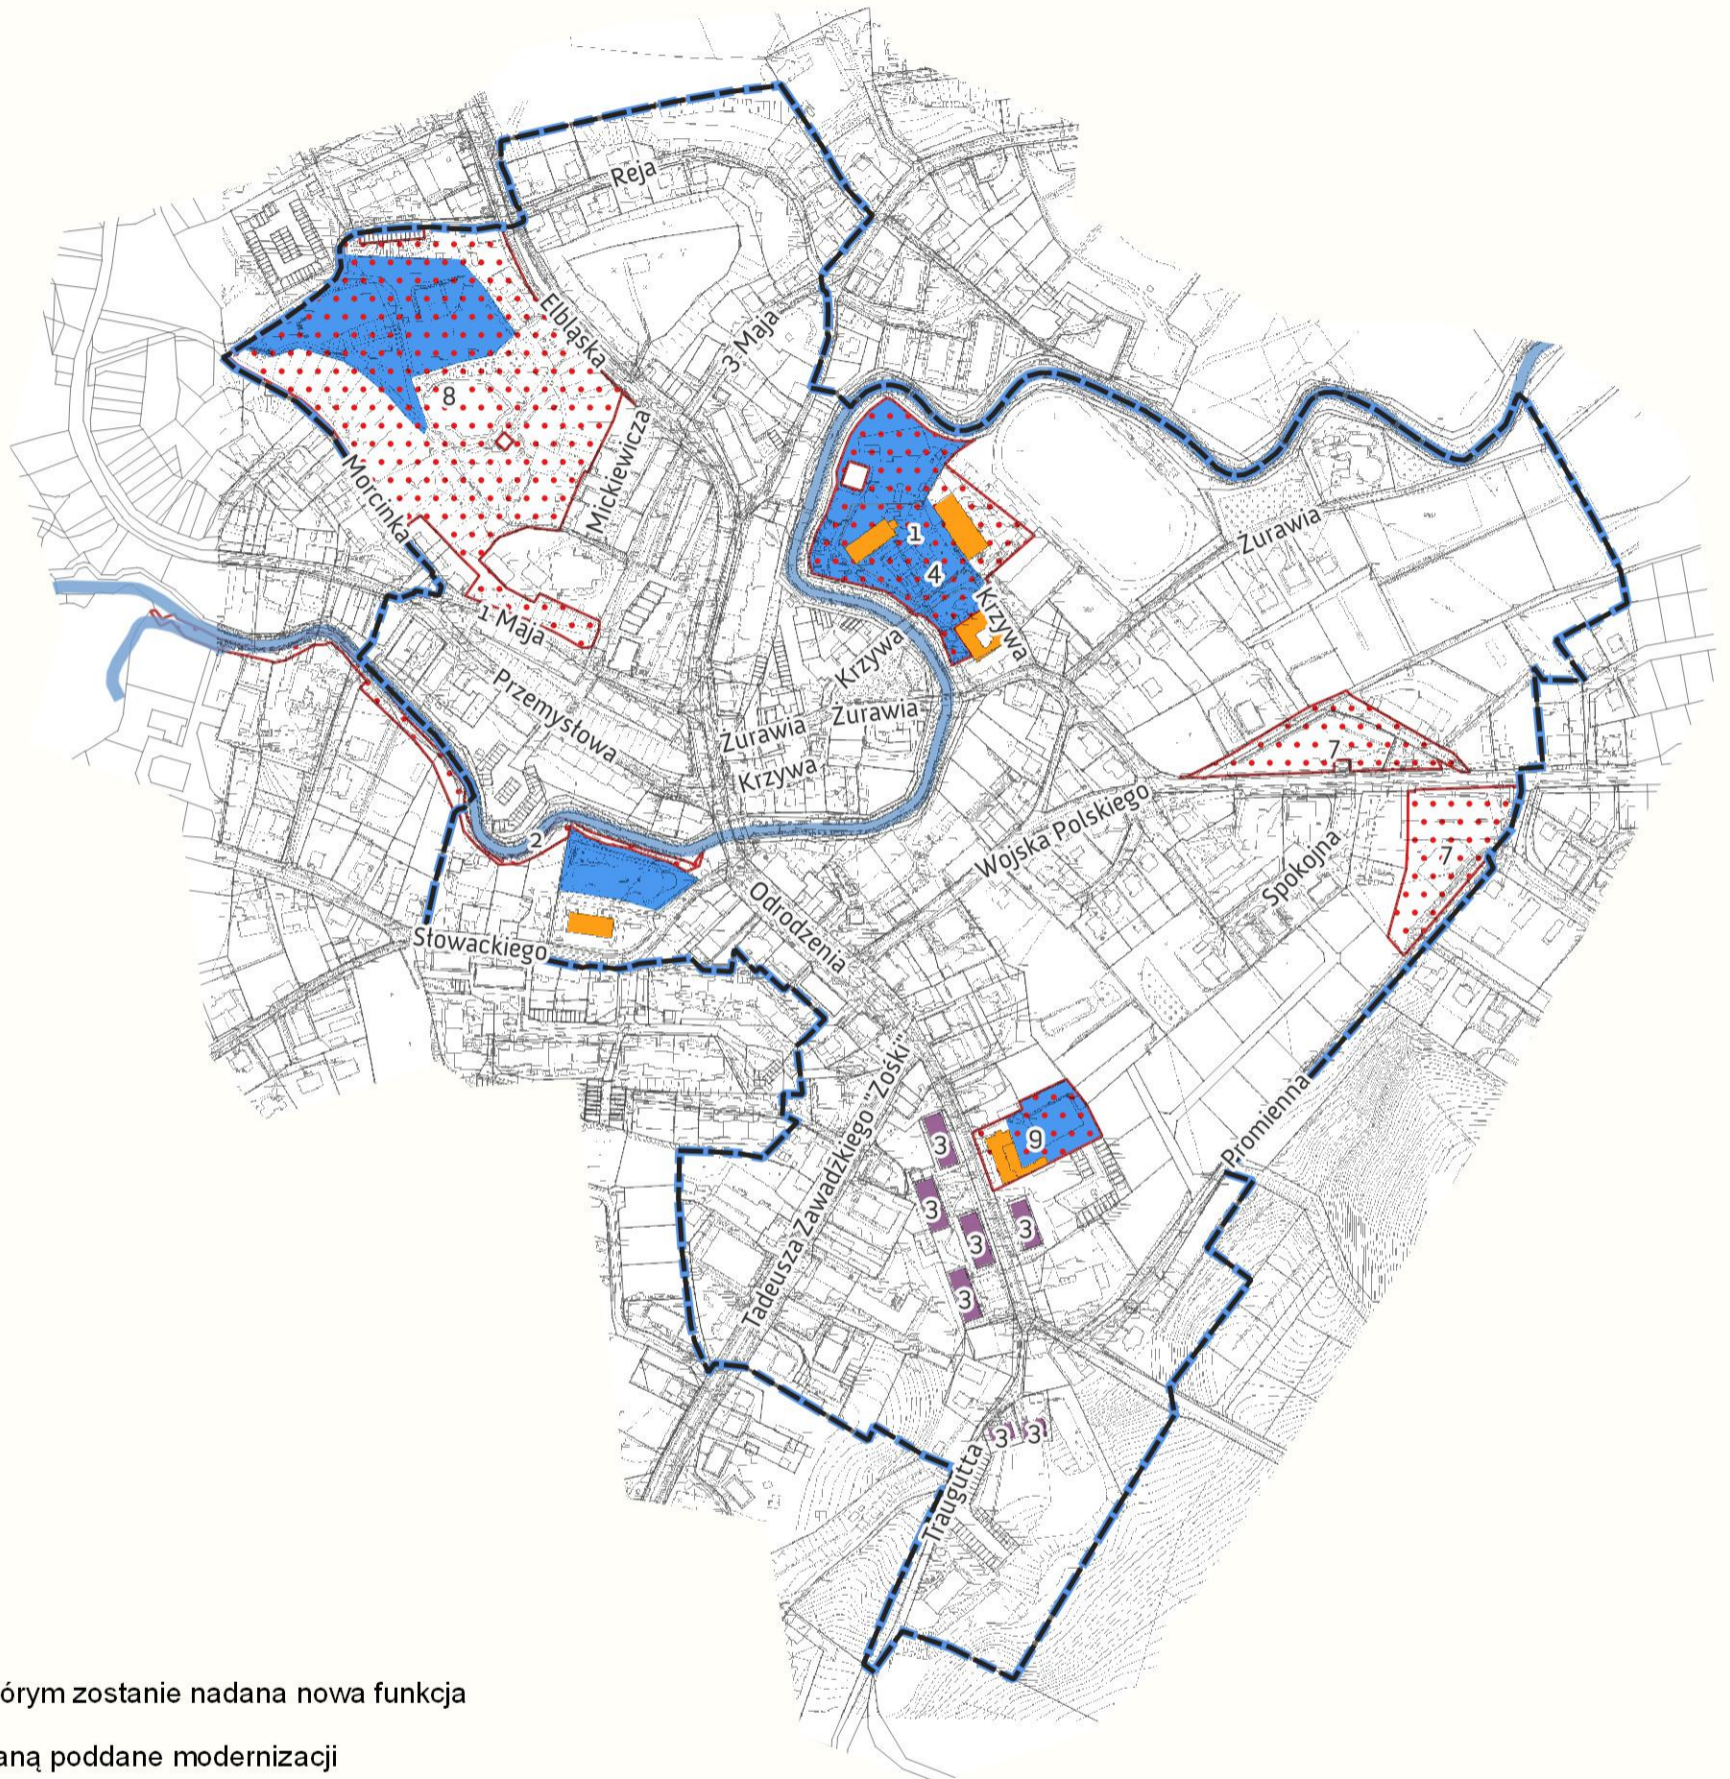 Reja
Elbląska
3 Maja
8
Mickiewicza
Morcinka
1
4
Żurawia
Krzywa
1 Maja
Krzywa
Przemysłowa
Żurawia
Żurawia
Krzywa
7
2
Wojska Polskiego
7
Spokojna
Odrodzenia
Słowackiego
Tadeusza Zawadzkiego "Zośki"
Promienna
3
9
3
3
3
3
3
3
Traugutta
órym zostanie nadana nowa funkcja
aną poddane modernizacji